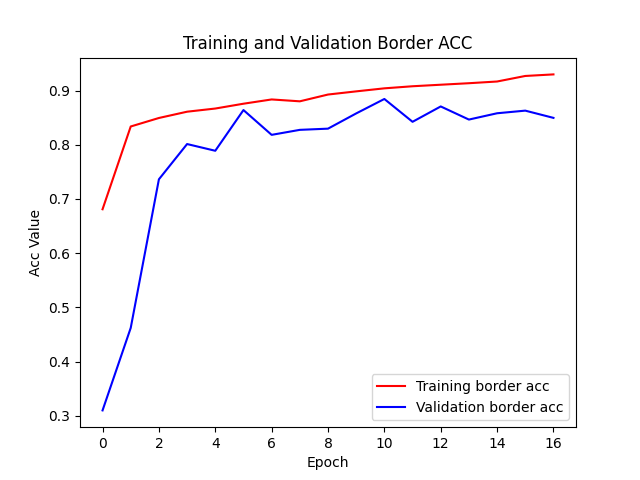 Training and Validation Border ACC
Acc Value
0.9
0.8
0.7
0.6
0.5
0.4
0.3
0 2 4 6 8 10 12 14 16
Epoch
Training border acc
Validation border acc